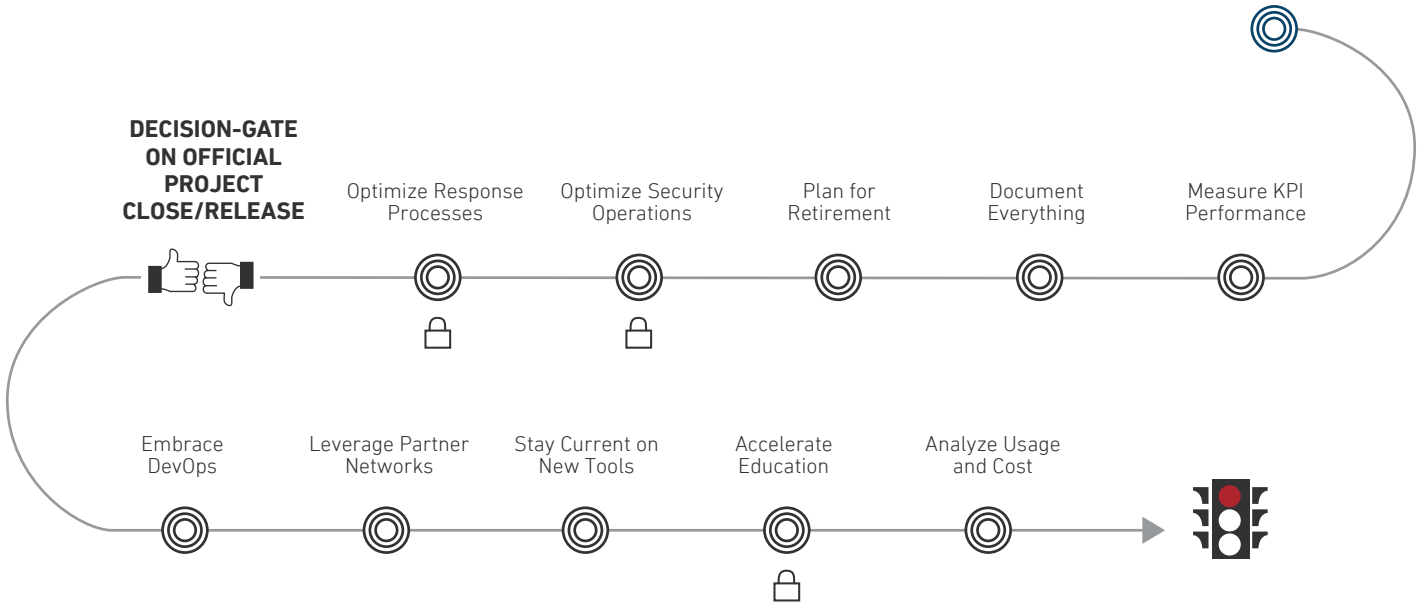 DECISION-GATE
ON OFFICIAL
PROJECT
CLOSE/RELEASE
Optimize Response
Processes
Optimize Security
Operations
Plan for
Retirement
Document
Everything
Measure KPI
Performance
Embrace
DevOps
Leverage Partner
Networks
Stay Current on
New Tools
Accelerate
Education
Analyze Usage
and Cost